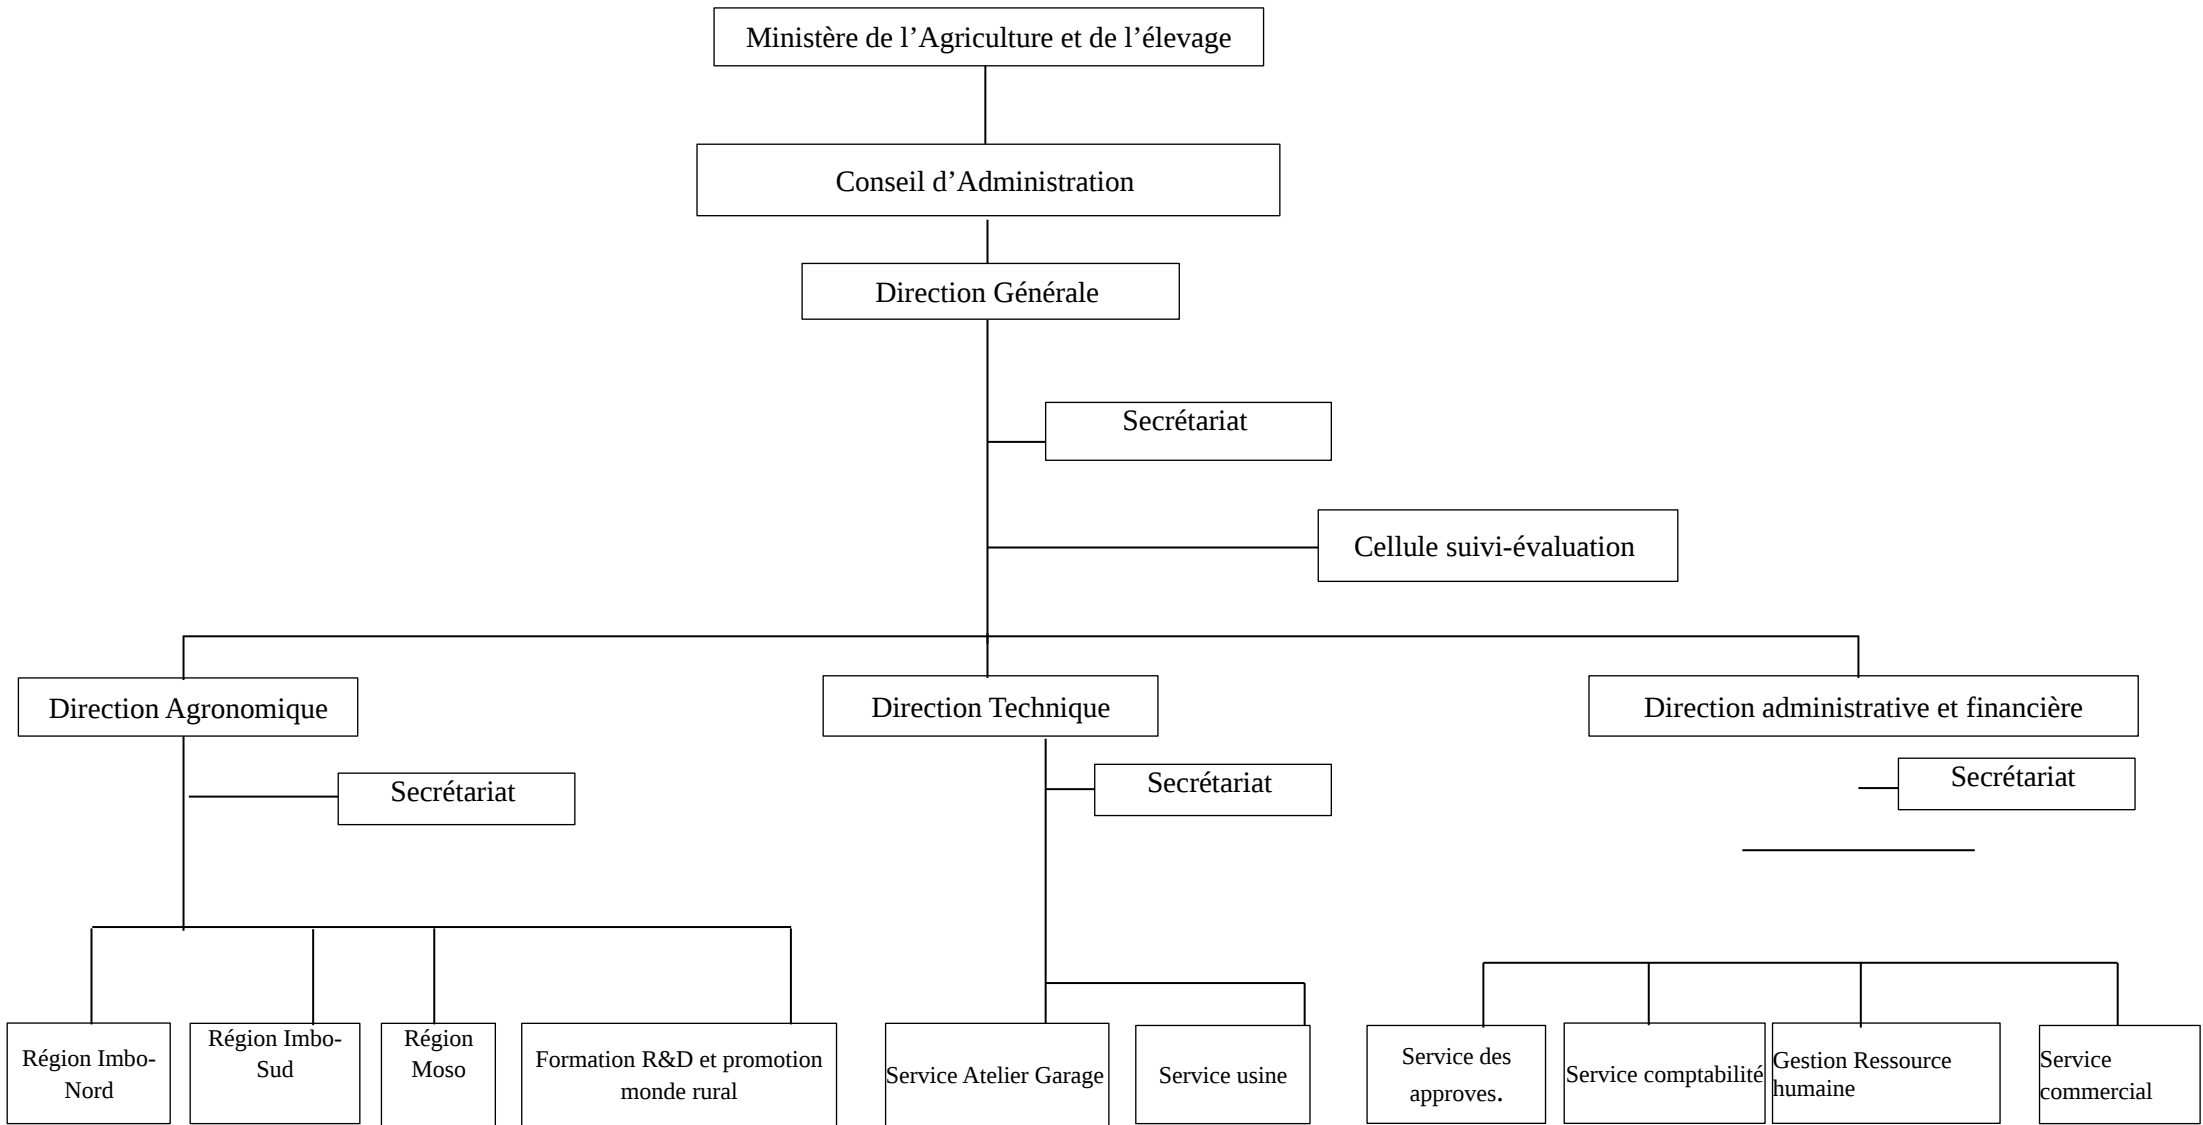 Ministère de l’Agriculture et de l’élevage
Conseil d’Administration
Direction Générale
Secrétariat
Cellule suivi-évaluation
Direction Agronomique
Direction Technique
Direction administrative et financière
Secrétariat
Secrétariat
Secrétariat
Région Imbo-
Nord
Région Imbo-
Sud
Région
Moso
Formation R&D et promotion
monde rural
Service Atelier Garage
Service usine
Service des
approves.
Service comptabilité
Gestion Ressource
humaine
Service
commercial